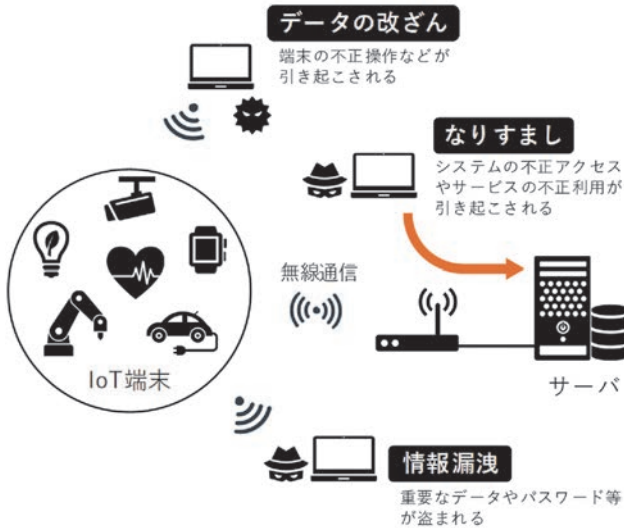 データの改ざん
端末の不正操作などが
引き起こされる
なりすまし
システムの不正アクセス
やサービスの不正利用が
引き起こされる
無線通信
IoT端末
サーバ
情報漏洩
重要なデータやパスワード等
が盗まれる